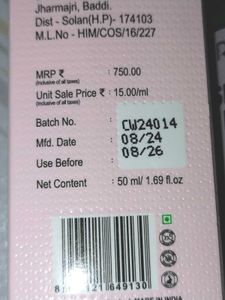 Jharmajri, Baddi.
Dist - Solan(H.P)- 174103
M.L.No - HIM/COS/16/227
MRP ₹ : 750.00
(Inclusive of all taxes)
Unit Sale Price ₹ : 15.00/ml
(Inclusive of all taxes)
Batch No. : CW24014
Mfd. Date : 08/24
Use Before : 08/26
Net Content : 50 ml/ 1.69 fl.oz
IN INDIA